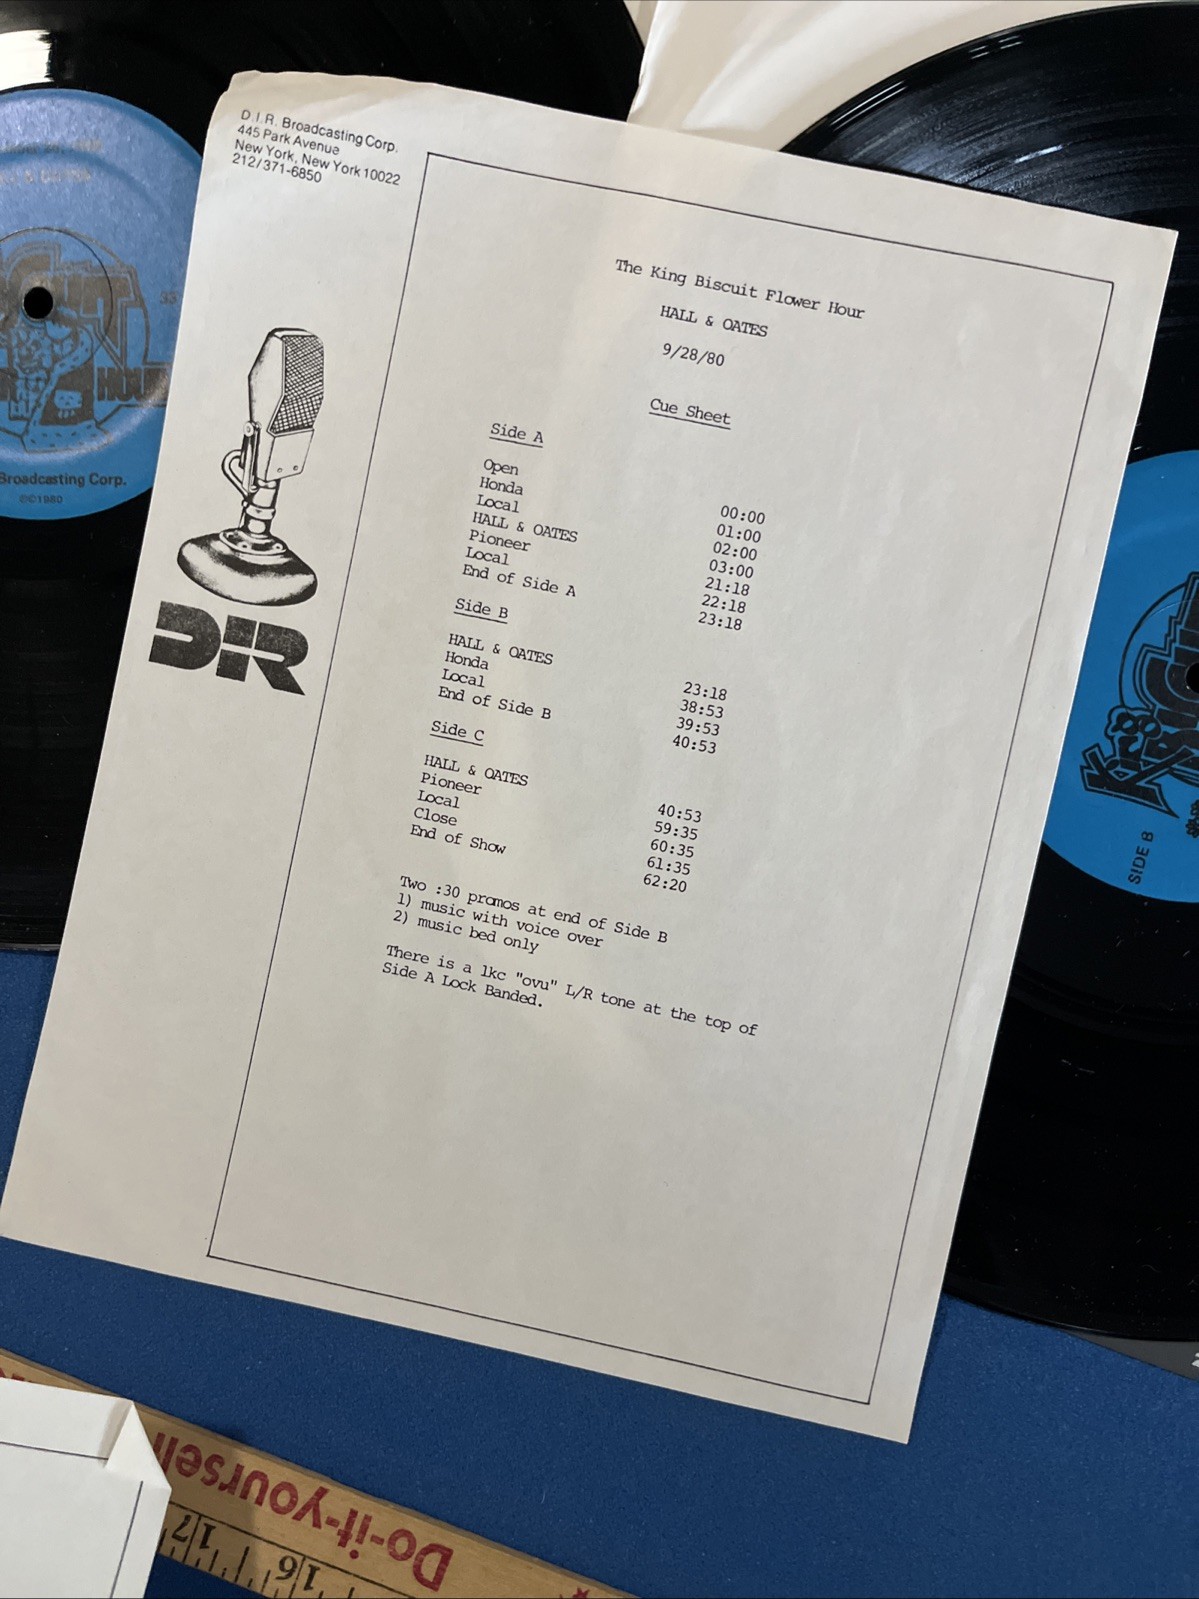 D.I.R. Broadcasting Corp.
445 Park Avenue
New York, New York 10022
212/371-6850
DIR
The King Biscuit Flower Hour
HALL & OATES
9/28/80
Cue Sheet
Side A
Open 00:00
Honda 01:00
Local 02:00
HALL & OATES 03:00
Pioneer 21:18
Local 22:18
End of Side A 23:18
Side B
HALL & OATES 23:18
Honda 38:53
Local 39:53
End of Side B 40:53
Side C
HALL & OATES 40:53
Pioneer 59:35
Local 60:35
Close 61:35
End of Show 62:20
Two :30 promos at end of Side B
1) music with voice over
2) music bed only
There is a 1kc "ovu" L/R tone at the top of
Side A Lock Banded.
33
HOUR
Broadcasting Corp.
℗©1980
King
SIDE B
Do-it-yourself
17
16